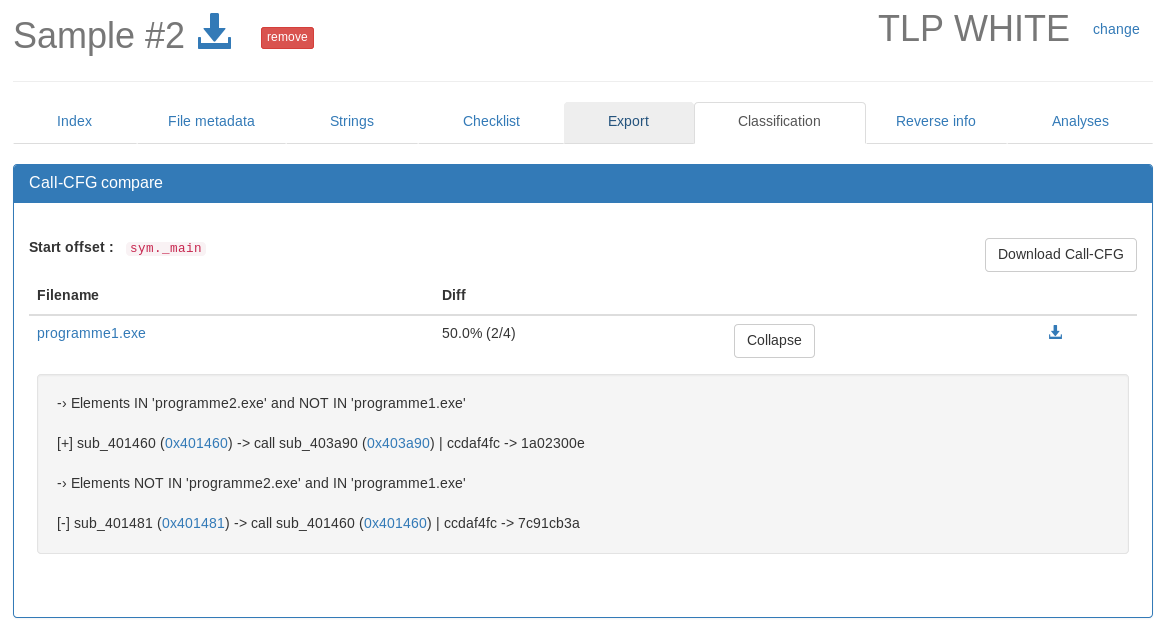 Sample #2 remove TLP WHITE change
Index File metadata Strings Checklist Export Classification Reverse info Analyses
Call-CFG compare
Start offset : sym._main Download Call-CFG
Filename Diff
programme1.exe 50.0% (2/4) Collapse
-› Elements IN 'programme2.exe' and NOT IN 'programme1.exe'
[+] sub_401460 (0x401460) -> call sub_403a90 (0x403a90) | ccdaf4fc -> 1a02300e
-› Elements NOT IN 'programme2.exe' and IN 'programme1.exe'
[-] sub_401481 (0x401481) -> call sub_401460 (0x401460) | ccdaf4fc -> 7c91cb3a